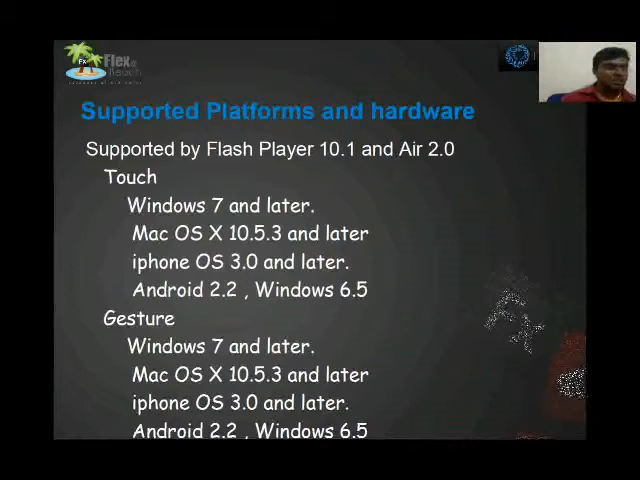 Fx
Flex
Beach
Supported Platforms and hardware
Supported by Flash Player 10.1 and Air 2.0
Touch
Windows 7 and later.
Mac OS X 10.5.3 and later
iphone OS 3.0 and later.
Android 2.2 , Windows 6.5
Gesture
Windows 7 and later.
Mac OS X 10.5.3 and later
iphone OS 3.0 and later.
Android 2.2 , Windows 6.5